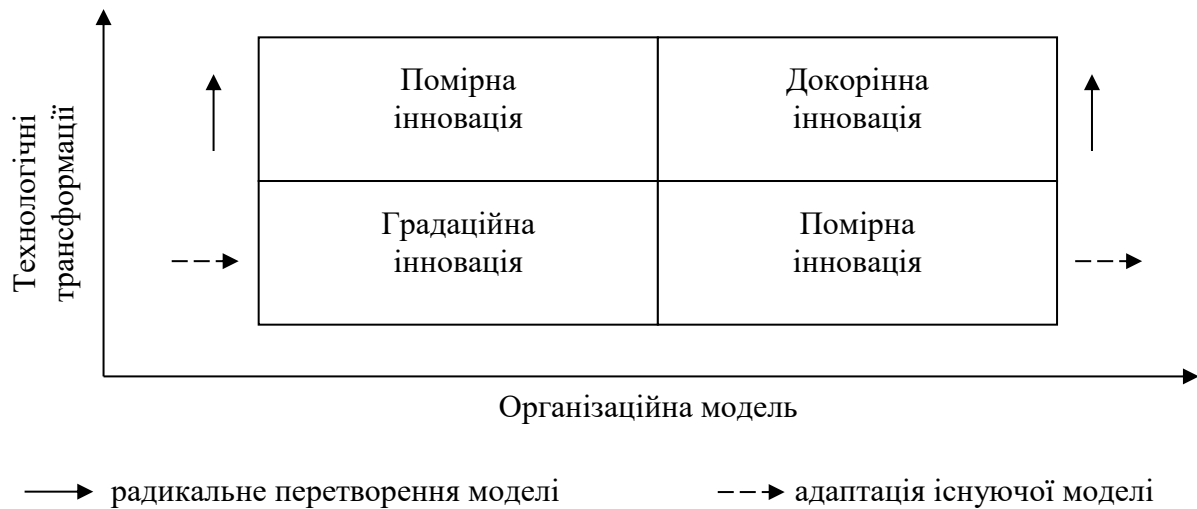 Технологічні
трансформації
Помірна
інновація
Докорінна
інновація
Градаційна
інновація
Помірна
інновація
Організаційна модель
радикальне перетворення моделі
адаптація існуючої моделі